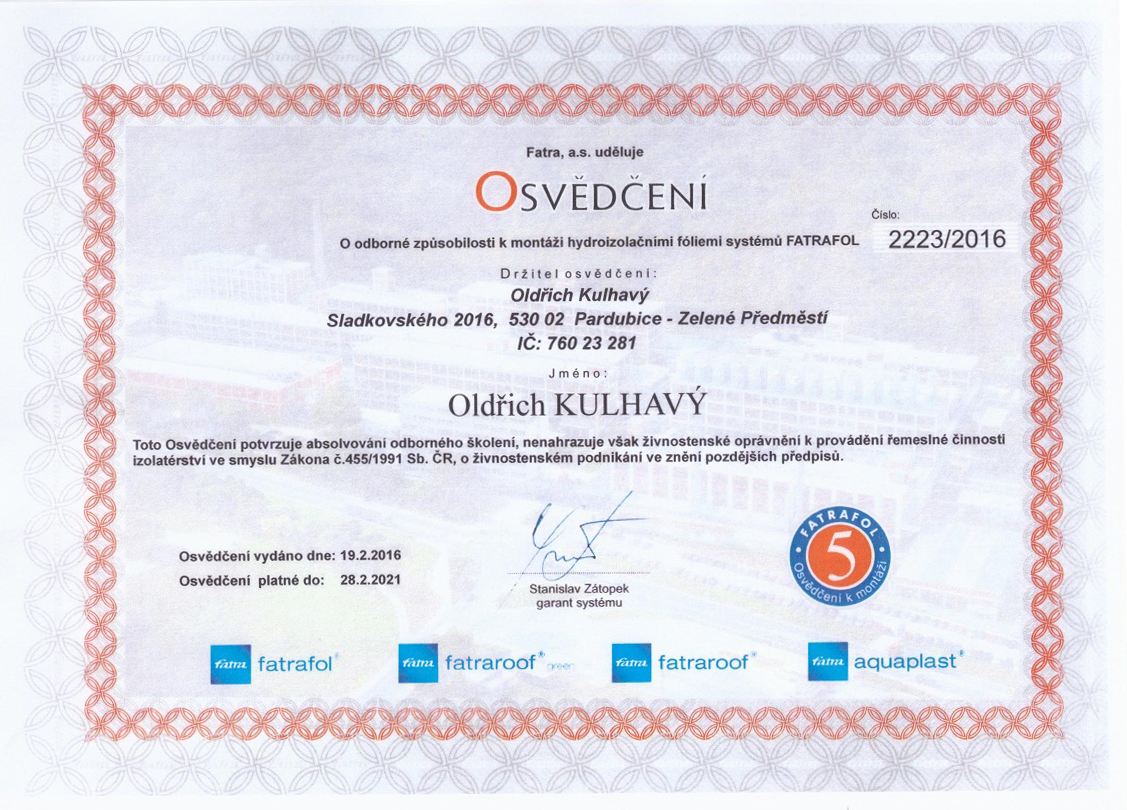 Fatra, a.s. uděluje
OSVĚDČENÍ
Číslo:
O odborné způsobilosti k montáži hydroizolačními fóliemi systémů FATRAFOL
2223/2016
Držitel osvědčení:
Oldřich Kulhavý
Sladkovského 2016, 530 02 Pardubice - Zelené Předměstí
IČ: 760 23 281
Jméno:
Oldřich KULHAVÝ
Toto Osvědčení potvrzuje absolvování odborného školení, nenahrazuje však živnostenské oprávnění k provádění řemeslné činnosti
izolatérství ve smyslu Zákona č.455/1991 Sb. ČR, o živnostenském podnikání ve znění pozdějších předpisů.
Osvědčení vydáno dne: 19.2.2016
Osvědčení platné do: 28.2.2021
Stanislav Zátopek
garant systému
FATRAFOL
5
Osvědčení k montáži
fatra fatrafol®
fatra fatraroof® green
fatra fatraroof®
fatra aquaplast®